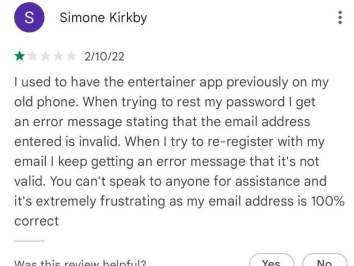 S Simone Kirkby
2/10/22
I used to have the entertainer app previously on my
old phone. When trying to rest my password I get
an error message stating that the email address
entered is invalid. When I try to re-register with my
email I keep getting an error message that it's not
valid. You can't speak to anyone for assistance and
it's extremely frustrating as my email address is 100%
correct
Was this review helpful? Yes No